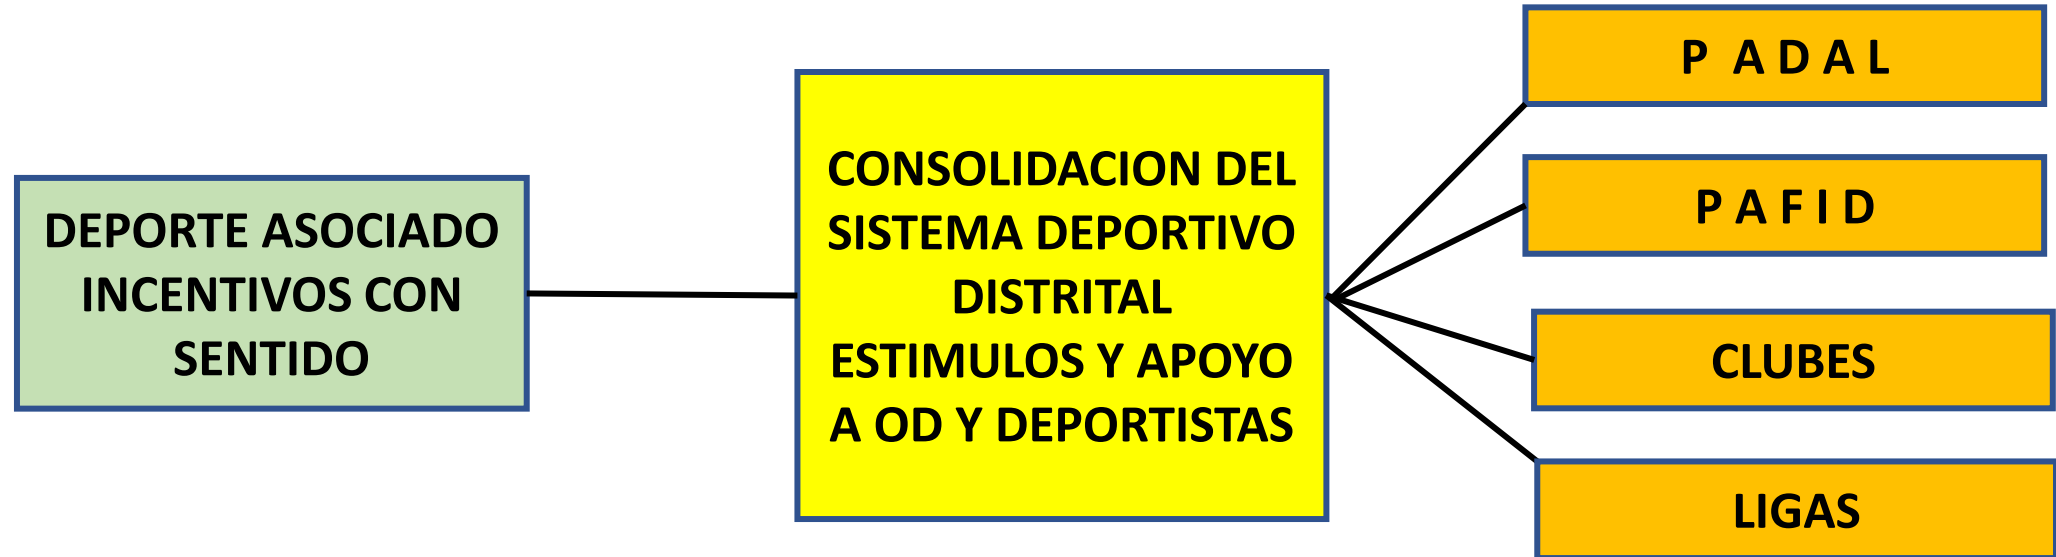 DEPORTE ASOCIADO
INCENTIVOS CON
SENTIDO
CONSOLIDACION DEL
SISTEMA DEPORTIVO
DISTRITAL
ESTIMULOS Y APOYO
A OD Y DEPORTISTAS
P  A D A L
P A F I D
CLUBES
LIGAS